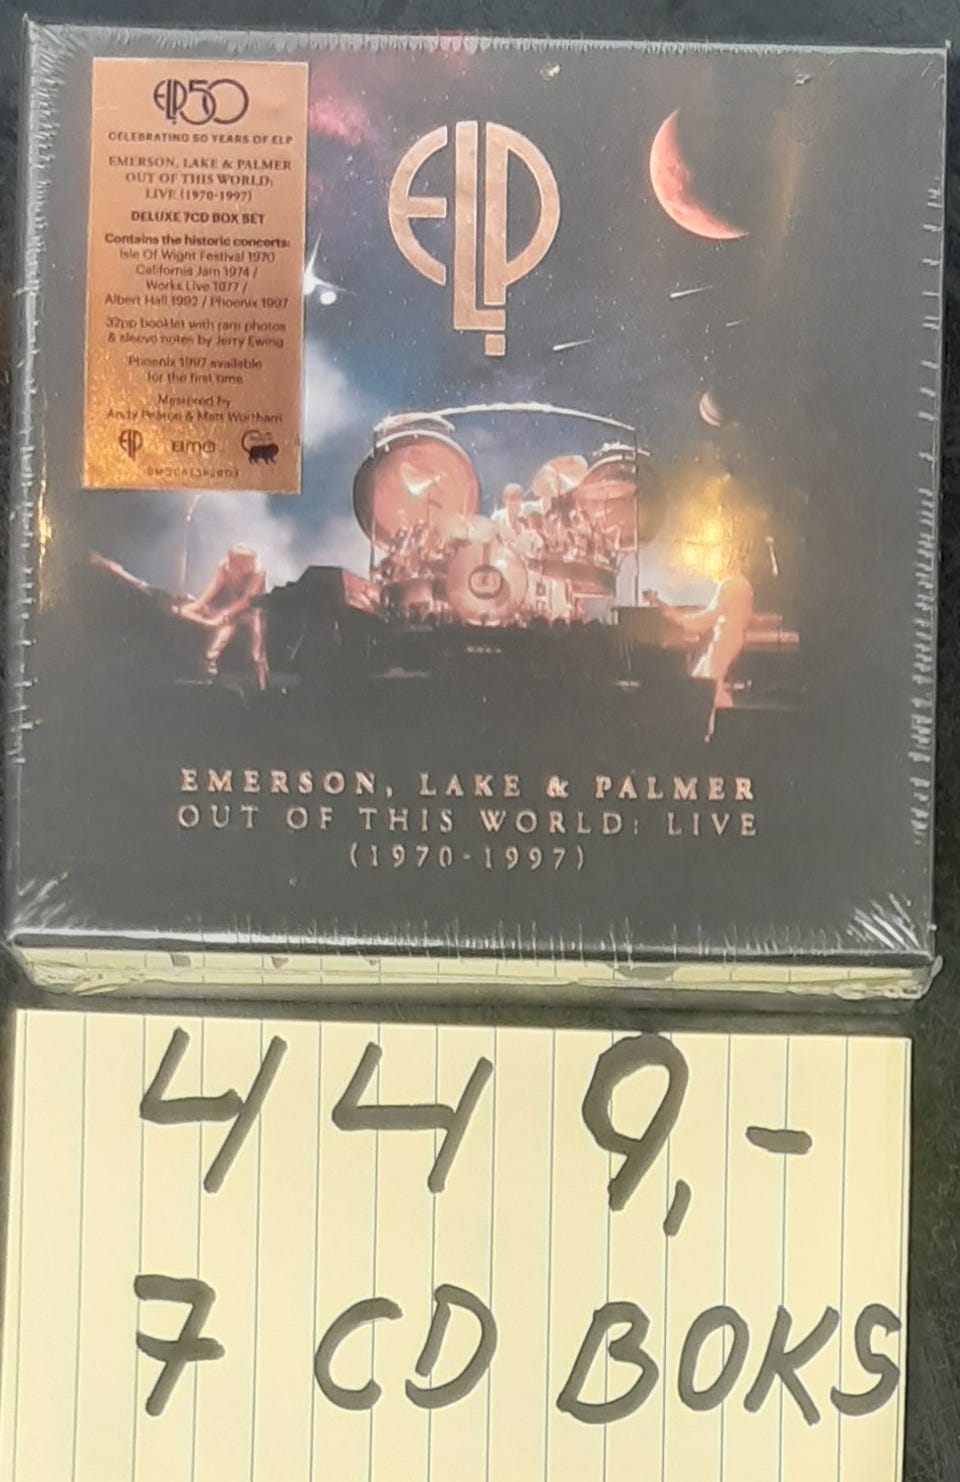 ELP50
CELEBRATING 50 YEARS OF ELP
EMERSON, LAKE & PALMER
OUT OF THIS WORLD:
LIVE (1970-1997)
DELUXE 7CD BOX SET
Contains the historic concerts:
Isle Of Wight Festival 1970
California Jam 1974 /
Works Live 1977 /
Albert Hall 1992 / Phoenix 1997
32pp booklet with rare photos
& sleeve notes by Jerry Ewing
Phoenix 1997 available
for the first time
Mastered by
Andy Pearce & Matt Wortham
ELP BMG
ELP
EMERSON, LAKE & PALMER
OUT OF THIS WORLD: LIVE
(1970-1997)
449,-
7 CD BOKS